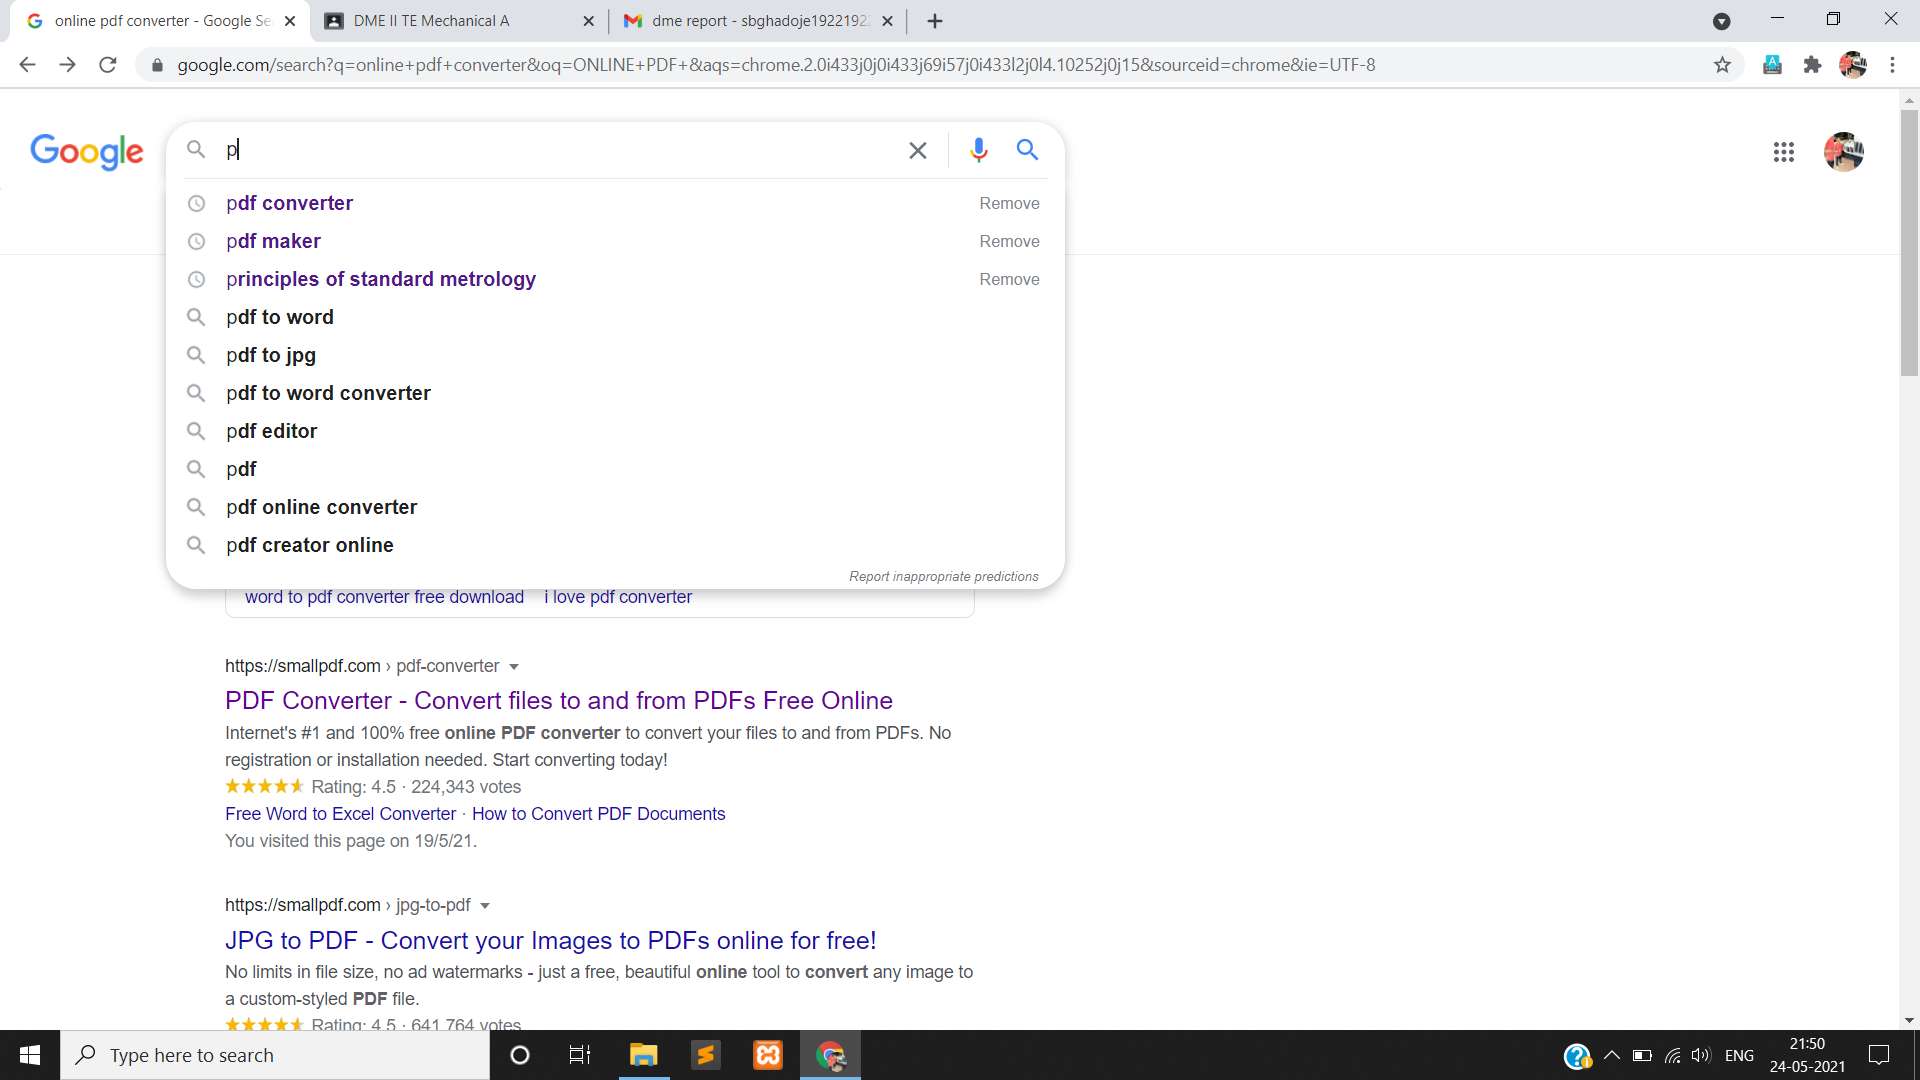 online pdf converter - Google Se
DME II TE Mechanical A
dme report - sbghadoje1922192
google.com/search?q=online+pdf+converter&oq=ONLINE+PDF+&aqs=chrome.2.0i433j0j0i433j69i57j0i433l2j0l4.10252j0j15&sourceid=chrome&ie=UTF-8
Google
p
pdf converter Remove
pdf maker Remove
principles of standard metrology Remove
pdf to word
pdf to jpg
pdf to word converter
pdf editor
pdf
pdf online converter
pdf creator online
Report inappropriate predictions
word to pdf converter free download i love pdf converter
https://smallpdf.com › pdf-converter
PDF Converter - Convert files to and from PDFs Free Online
Internet's #1 and 100% free online PDF converter to convert your files to and from PDFs. No
registration or installation needed. Start converting today!
Rating: 4.5 · 224,343 votes
Free Word to Excel Converter · How to Convert PDF Documents
You visited this page on 19/5/21.
https://smallpdf.com › jpg-to-pdf
JPG to PDF - Convert your Images to PDFs online for free!
No limits in file size, no ad watermarks - just a free, beautiful online tool to convert any image to
a custom-styled PDF file.
Rating: 4.5 · 641,764 votes
Type here to search
ENG
21:50
24-05-2021